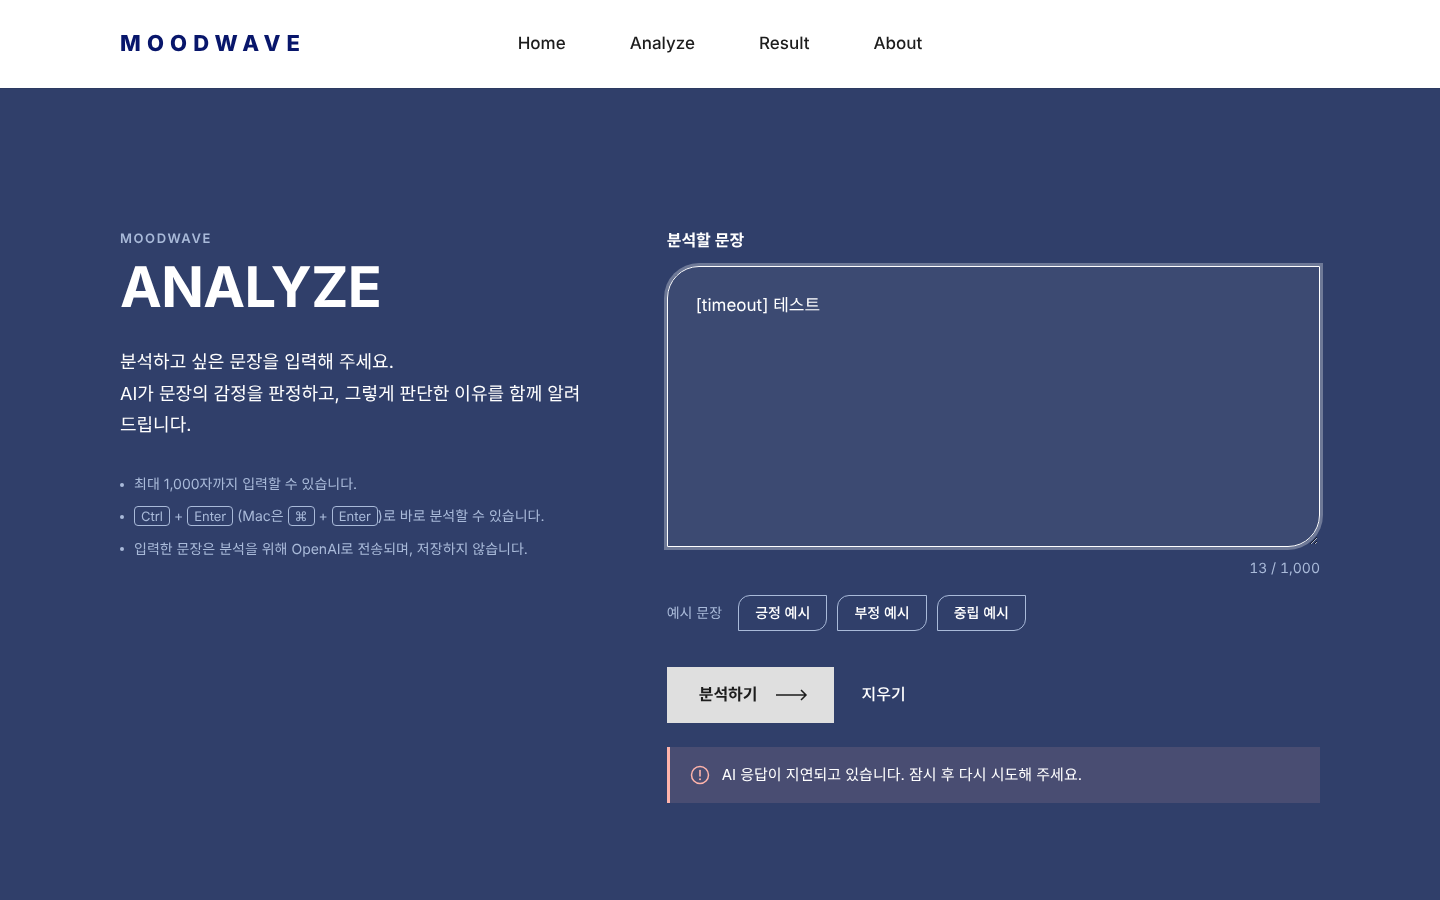 MOODWAVE
Home
Analyze
Result
About
MOODWAVE
ANALYZE
분석하고 싶은 문장을 입력해 주세요.
AI가 문장의 감정을 판정하고, 그렇게 판단한 이유를 함께 알려
드립니다.
최대 1,000자까지 입력할 수 있습니다.
Ctrl + Enter (Mac은 ⌘ + Enter)로 바로 분석할 수 있습니다.
입력한 문장은 분석을 위해 OpenAI로 전송되며, 저장하지 않습니다.
분석할 문장
[timeout] 테스트
13 / 1,000
예시 문장
긍정 예시
부정 예시
중립 예시
분석하기
지우기
AI 응답이 지연되고 있습니다. 잠시 후 다시 시도해 주세요.